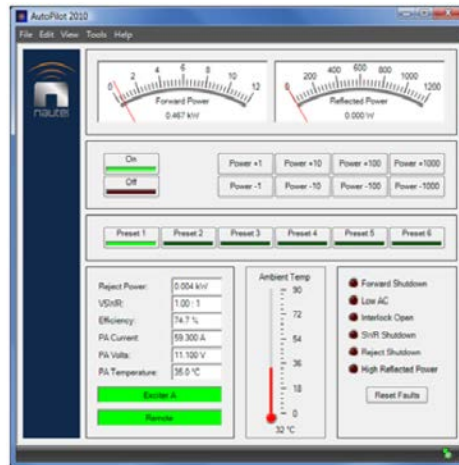 AutoPilot 2010
File Edit View Tools Help
nautel
0 2 4 6 8 10 12
Forward Power
0.467 kW
0 200 400 600 800 1000 1200
Reflected Power
0.000 W
On
Off
Power +1 Power +10 Power +100 Power +1000
Power -1 Power -10 Power -100 Power -1000
Preset 1 Preset 2 Preset 3 Preset 4 Preset 5 Preset 6
Reject Power: 0.004 kW
VSWR: 1.00 : 1
Efficiency: 74.7 %
PA Current: 59.300 A
PA Volts: 11.100 V
PA Temperature: 35.0 °C
Exciter A
Remote
Ambient Temp
90
72
54
36
18
0
32 °C
Forward Shutdown
Low AC
Interlock Open
SWR Shutdown
Reject Shutdown
High Reflected Power
Reset Faults